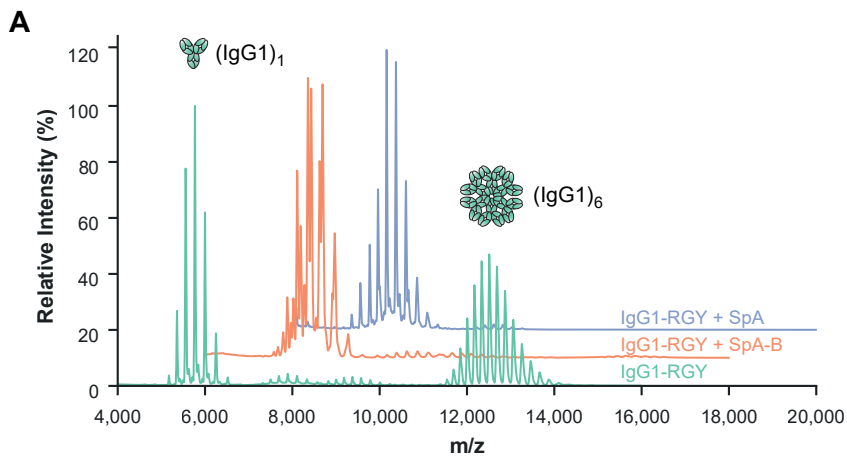 A
(IgG1)1
(IgG1)6
Relative Intensity (%)
120
100
80
60
40
20
0
IgG1-RGY + SpA
IgG1-RGY + SpA-B
IgG1-RGY
4,000 6,000 8,000 10,000 12,000 14,000 16,000 18,000 20,000
m/z